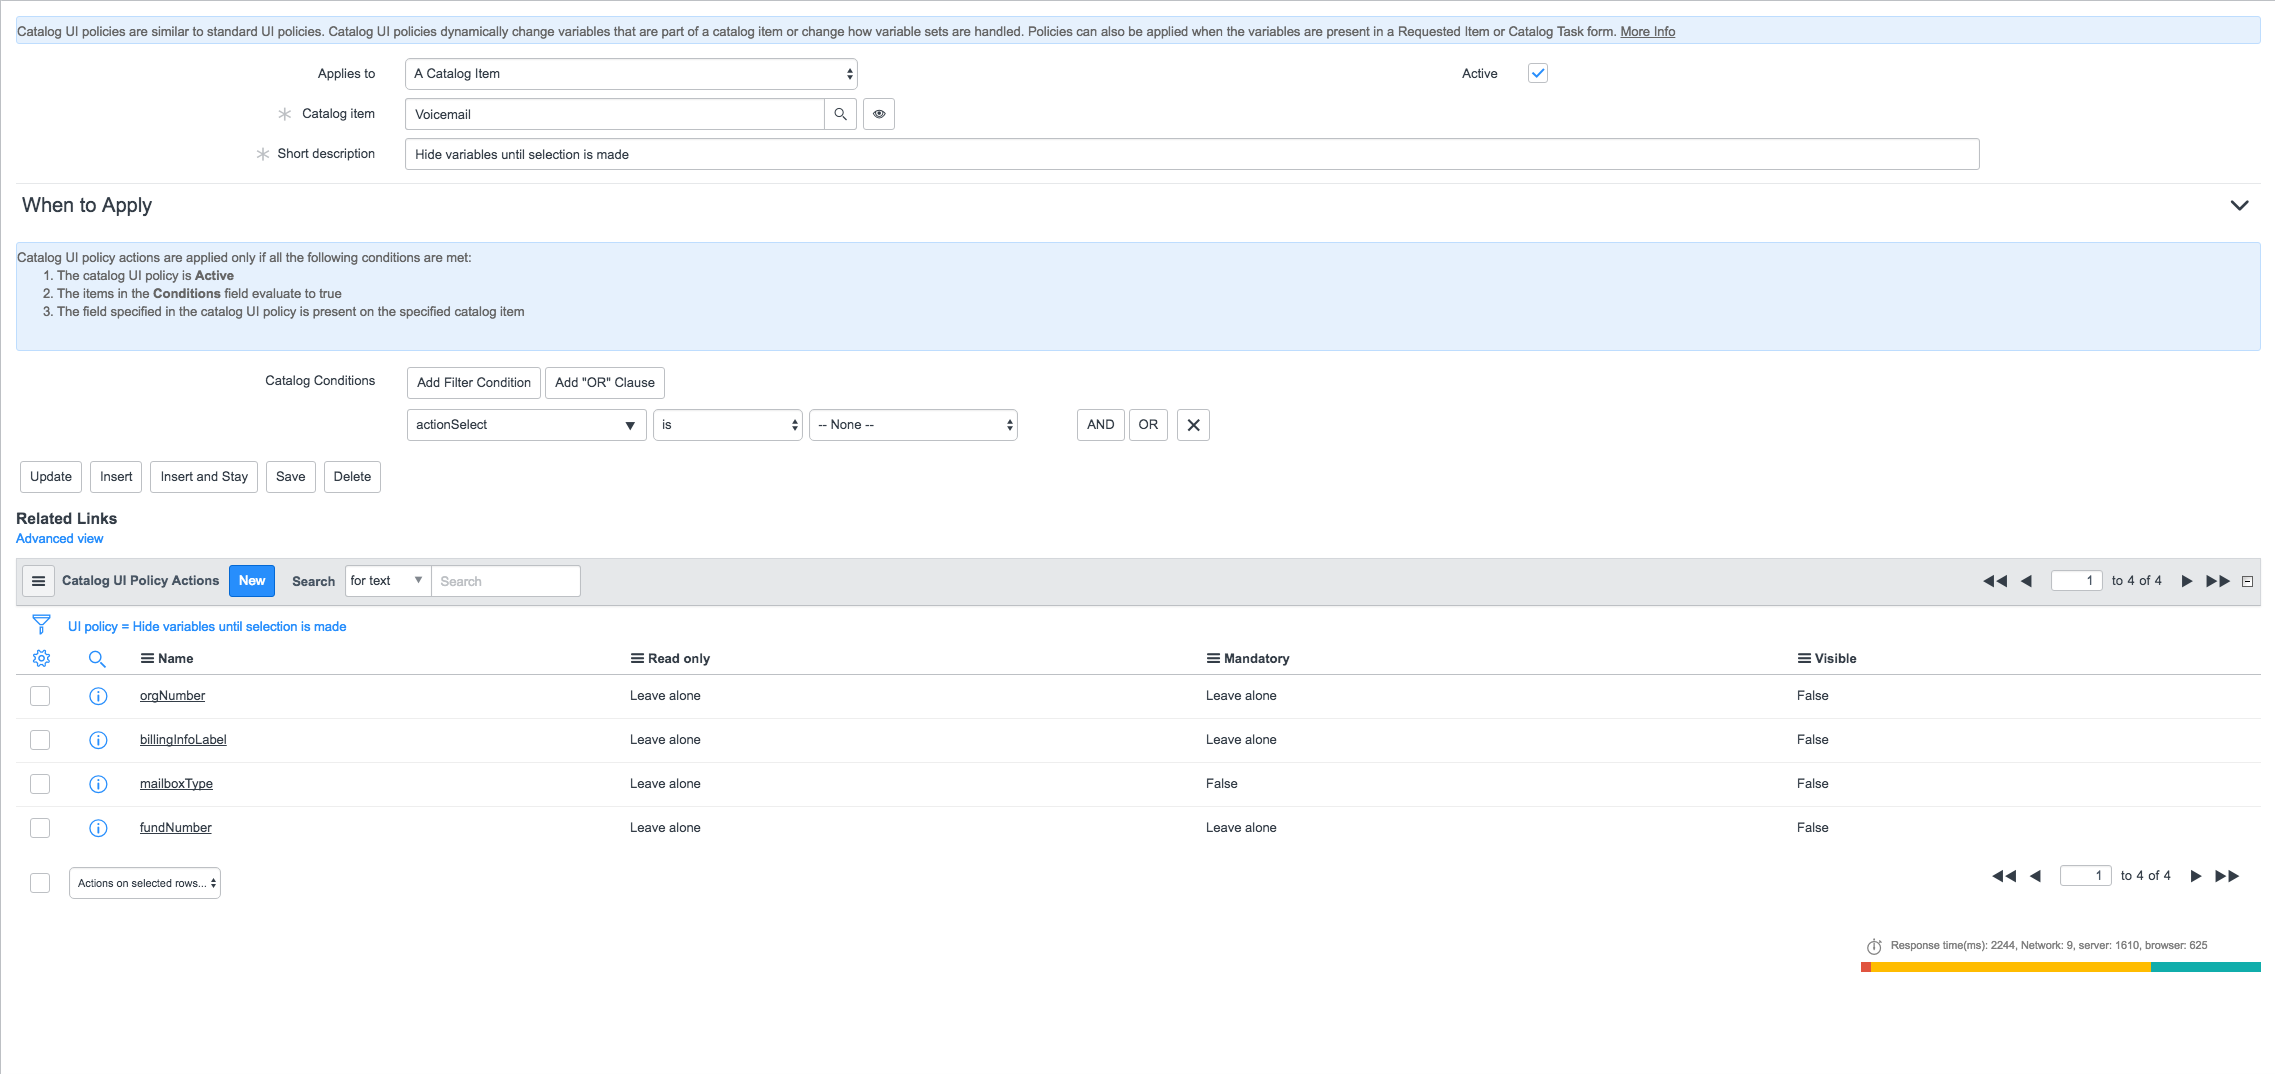 Catalog UI policies are similar to standard UI policies. Catalog UI policies dynamically change variables that are part of a catalog item or change how variable sets are handled. Policies can also be applied when the variables are present in a Requested Item or Catalog Task form. More Info
Applies to A Catalog Item Active
Catalog item Voicemail
Short description Hide variables until selection is made
When to Apply
Catalog UI policy actions are applied only if all the following conditions are met:
1. The catalog UI policy is Active
2. The items in the Conditions field evaluate to true
3. The field specified in the catalog UI policy is present on the specified catalog item
Catalog Conditions Add Filter Condition Add "OR" Clause
actionSelect is -- None -- AND OR
Update Insert Insert and Stay Save Delete
Related Links
Advanced view
Catalog UI Policy Actions New Search for text Search 1 to 4 of 4
UI policy = Hide variables until selection is made
Name Read only Mandatory Visible
orgNumber Leave alone Leave alone False
billingInfoLabel Leave alone Leave alone False
mailboxType Leave alone False False
fundNumber Leave alone Leave alone False
Actions on selected rows... 1 to 4 of 4
Response time(ms): 2244, Network: 9, server: 1610, browser: 625